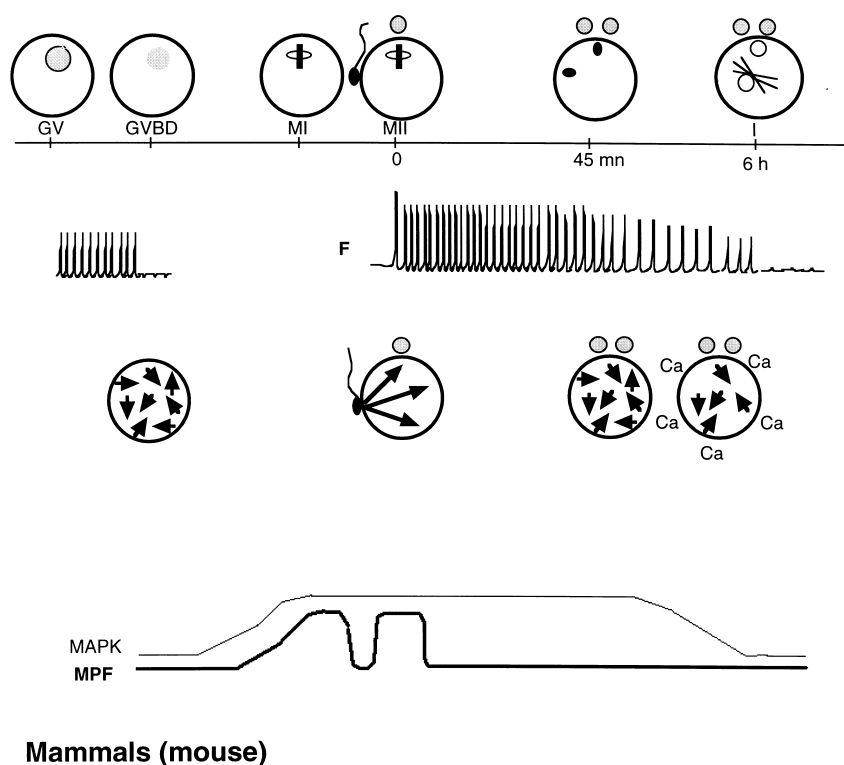 GV GVBD MI MII I
0 45 mn 6 h
F
Ca Ca
Ca Ca
Ca
MAPK
MPF
Mammals (mouse)